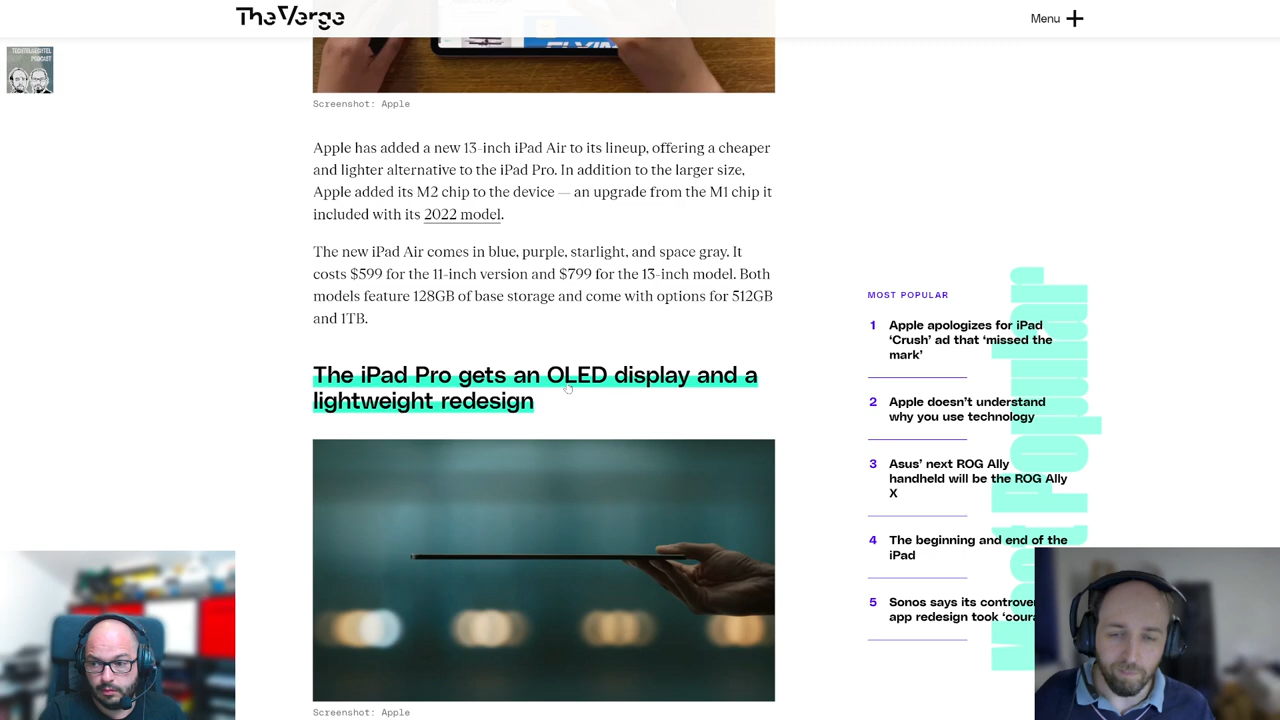 The Verge
Menu
TECHTELMECHTEL
PODCAST
Screenshot: Apple
Apple has added a new 13-inch iPad Air to its lineup, offering a cheaper
and lighter alternative to the iPad Pro. In addition to the larger size,
Apple added its M2 chip to the device — an upgrade from the M1 chip it
included with its 2022 model.
The new iPad Air comes in blue, purple, starlight, and space gray. It
costs $599 for the 11-inch version and $799 for the 13-inch model. Both
models feature 128GB of base storage and come with options for 512GB
and 1TB.
The iPad Pro gets an OLED display and a
lightweight redesign
Screenshot: Apple
MOST POPULAR
1 Apple apologizes for iPad
‘Crush’ ad that ‘missed the
mark’
2 Apple doesn’t understand
why you use technology
3 Asus’ next ROG Ally
handheld will be the ROG Ally
X
4 The beginning and end of the
iPad
5 Sonos says its controver
app redesign took ‘coura
Most Popular